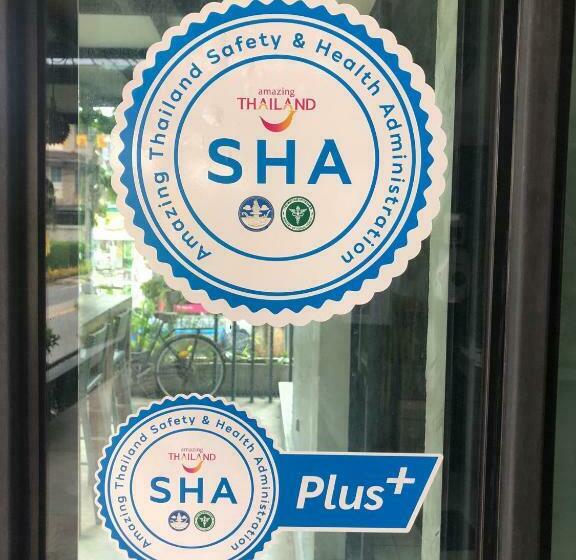 Amazing Thailand Safety & Health Administration
amazing
THAILAND
SHA
Amazing Thailand Safety & Health Administration
amazing
THAILAND
SHA
Plus+